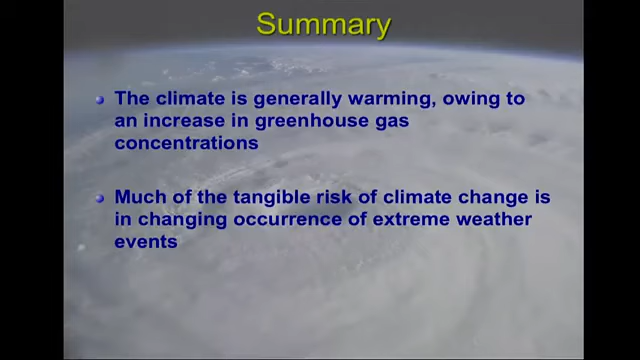 Summary
The climate is generally warming, owing to
an increase in greenhouse gas
concentrations
Much of the tangible risk of climate change is
in changing occurrence of extreme weather
events